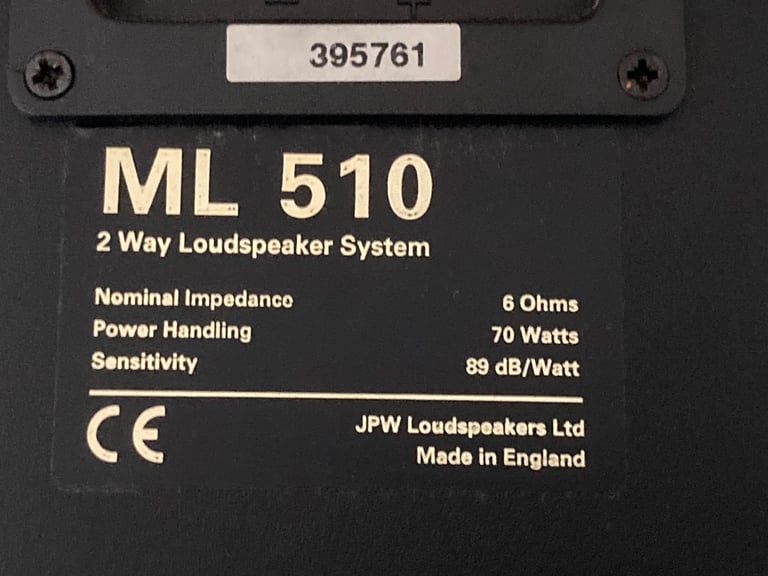 395761
ML 510
2 Way Loudspeaker System
Nominal Impedance 6 Ohms
Power Handling 70 Watts
Sensitivity 89 dB/Watt
CE JPW Loudspeakers Ltd
Made in England